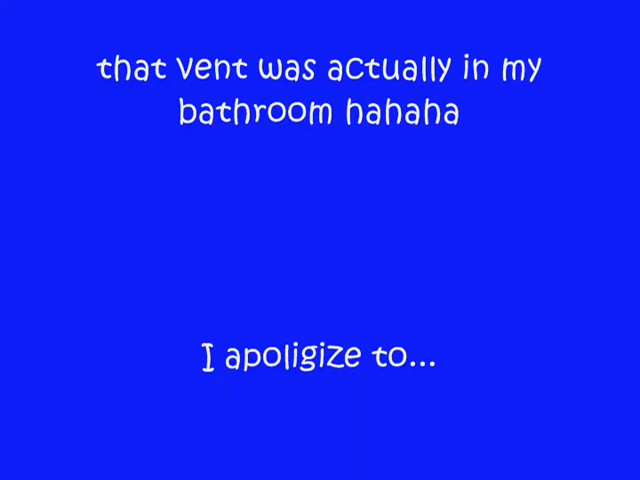 that vent was actually in my
bathroom hahaha
I apoligize to...